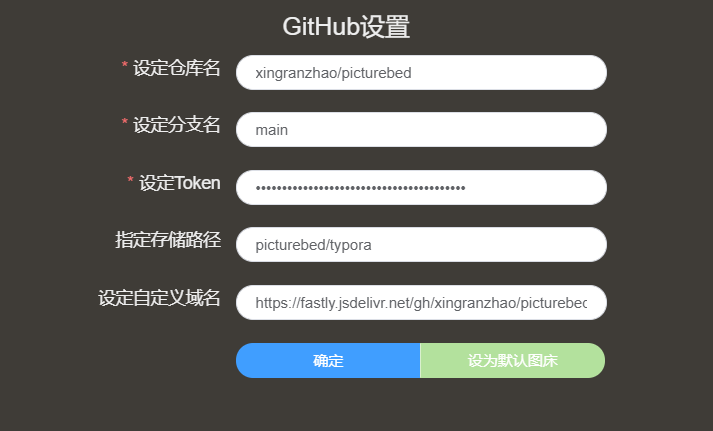 GitHub设置
* 设定仓库名
xingranzhao/picturebed
* 设定分支名
main
* 设定Token
••••••••••••••••••••••••••••••••••••••••
指定存储路径
picturebed/typora
设定自定义域名
https://fastly.jsdelivr.net/gh/xingranzhao/picturebed
确定
设为默认图床